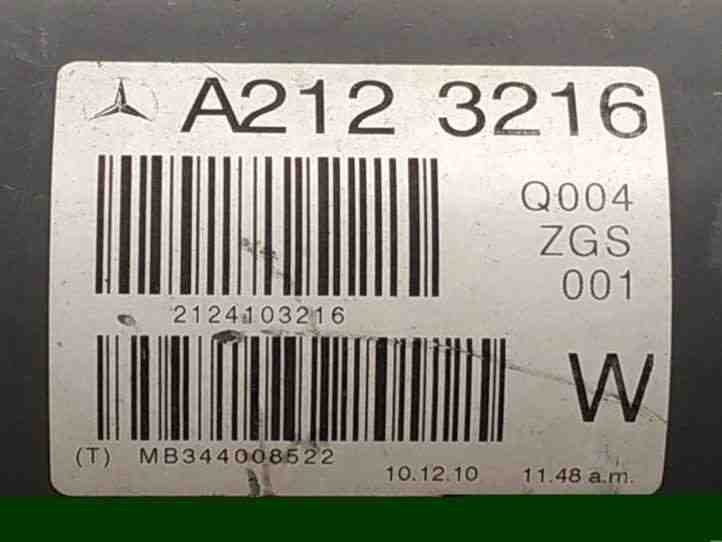 A212 3216
Q004
ZGS
001
2124103216
W
(T) MB344008522
10.12.10 11.48 a.m.